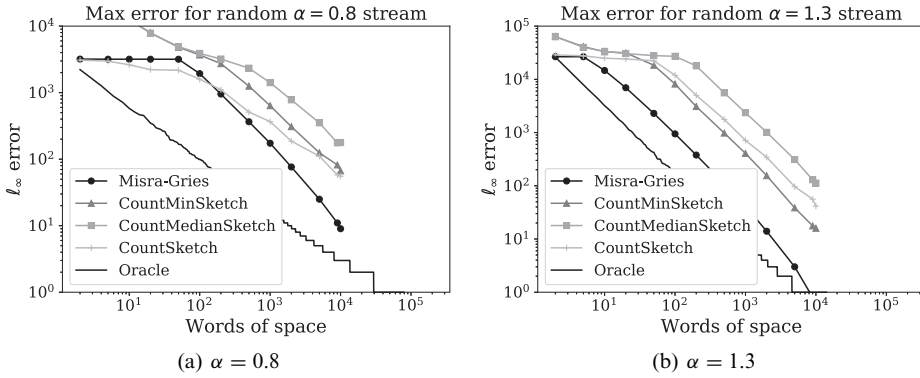 Max error for random α = 0.8 stream
10⁴
10³
10²
10¹
10⁰
ℓ∞ error
Misra-Gries
CountMinSketch
CountMedianSketch
CountSketch
Oracle
10¹ 10² 10³ 10⁴ 10⁵
Words of space
(a) α = 0.8
Max error for random α = 1.3 stream
10⁵
10⁴
10³
10²
10¹
10⁰
ℓ∞ error
Misra-Gries
CountMinSketch
CountMedianSketch
CountSketch
Oracle
10¹ 10² 10³ 10⁴ 10⁵
Words of space
(b) α = 1.3